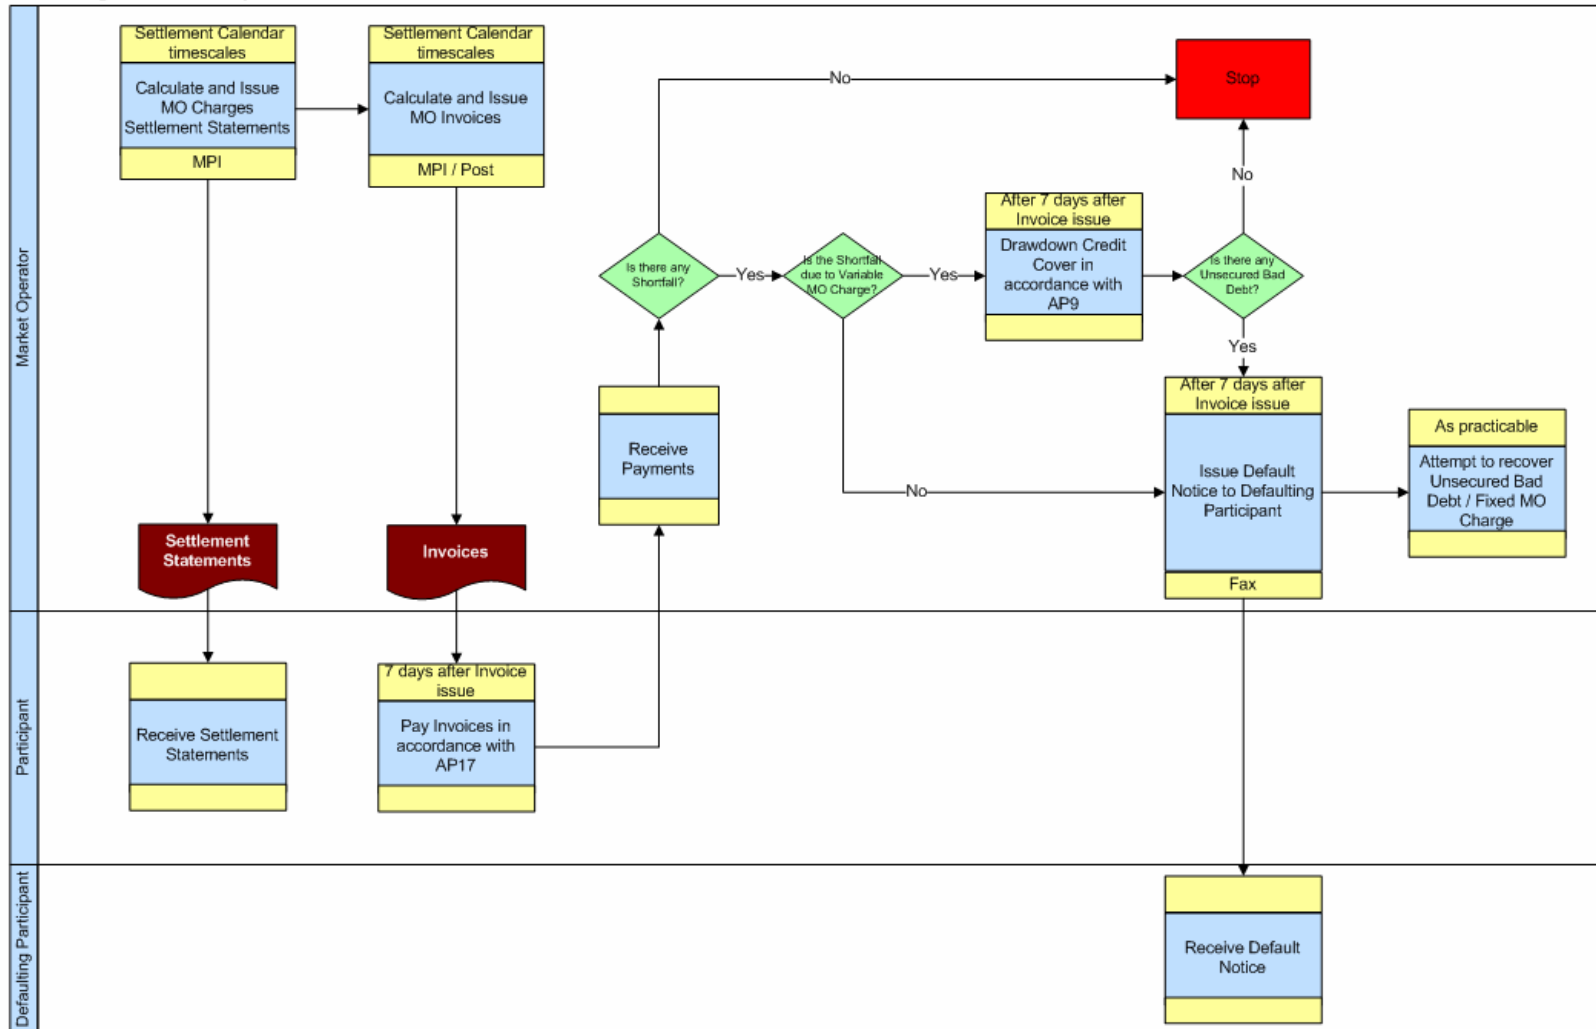 Market Operator
Settlement Calendar
timescales
Calculate and Issue
MO Charges
Settlement Statements
MPI
Settlement Calendar
timescales
Calculate and Issue
MO Invoices
MPI / Post
Settlement
Statements
Invoices
Receive
Payments
Is there any
Shortfall?
No
Yes
Is the Shortfall
due to Variable
MO Charge?
Yes
No
After 7 days after
Invoice issue
Drawdown Credit
Cover in
accordance with
AP9
Is there any
Unsecured Bad
Debt?
No
Stop
Yes
After 7 days after
Invoice issue
Issue Default
Notice to Defaulting
Participant
Fax
As practicable
Attempt to recover
Unsecured Bad
Debt / Fixed MO
Charge
Participant
Receive Settlement
Statements
7 days after Invoice
issue
Pay Invoices in
accordance with
AP17
Defaulting Participant
Receive Default
Notice